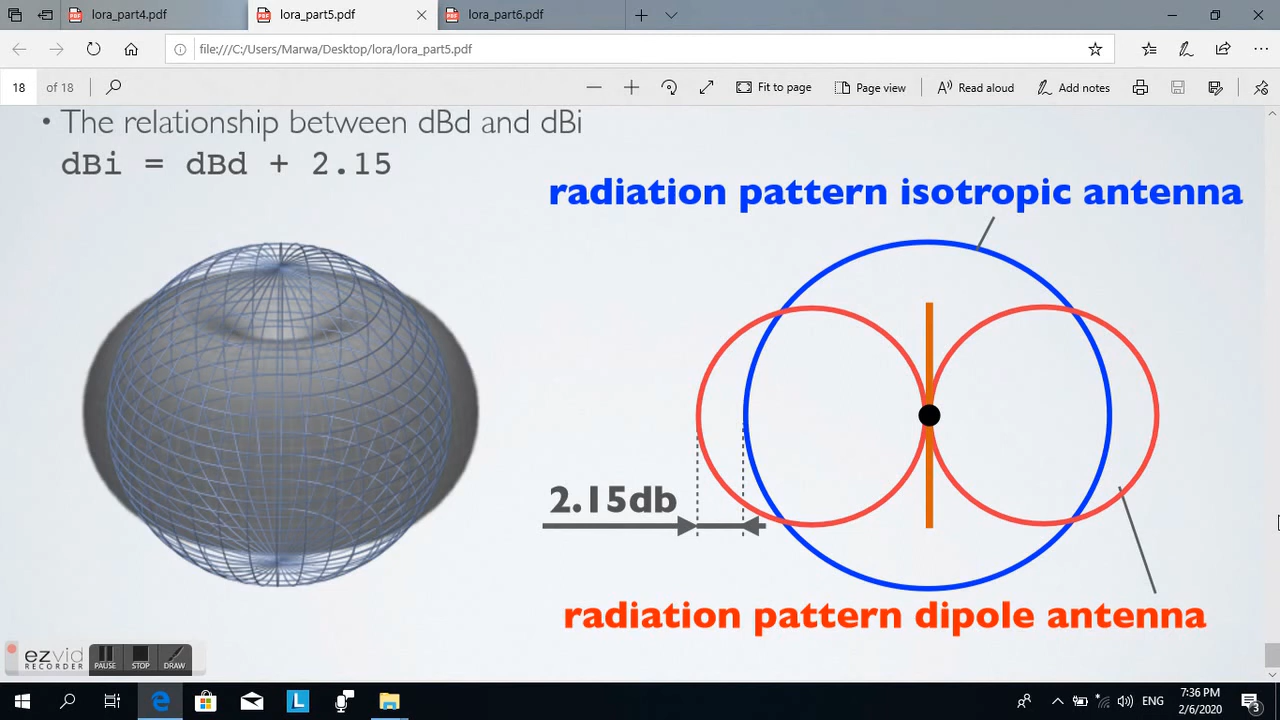 lora_part4.pdf
lora_part5.pdf
lora_part6.pdf
file:///C:/Users/Marwa/Desktop/lora/lora_part5.pdf
18 of 18
Fit to page
Page view
Read aloud
Add notes
• The relationship between dBd and dBi
dBi = dBd + 2.15
radiation pattern isotropic antenna
2.15db
radiation pattern dipole antenna
ezvid
RECORDER
PAUSE
STOP
DRAW
ENG
7:36 PM
2/6/2020
3